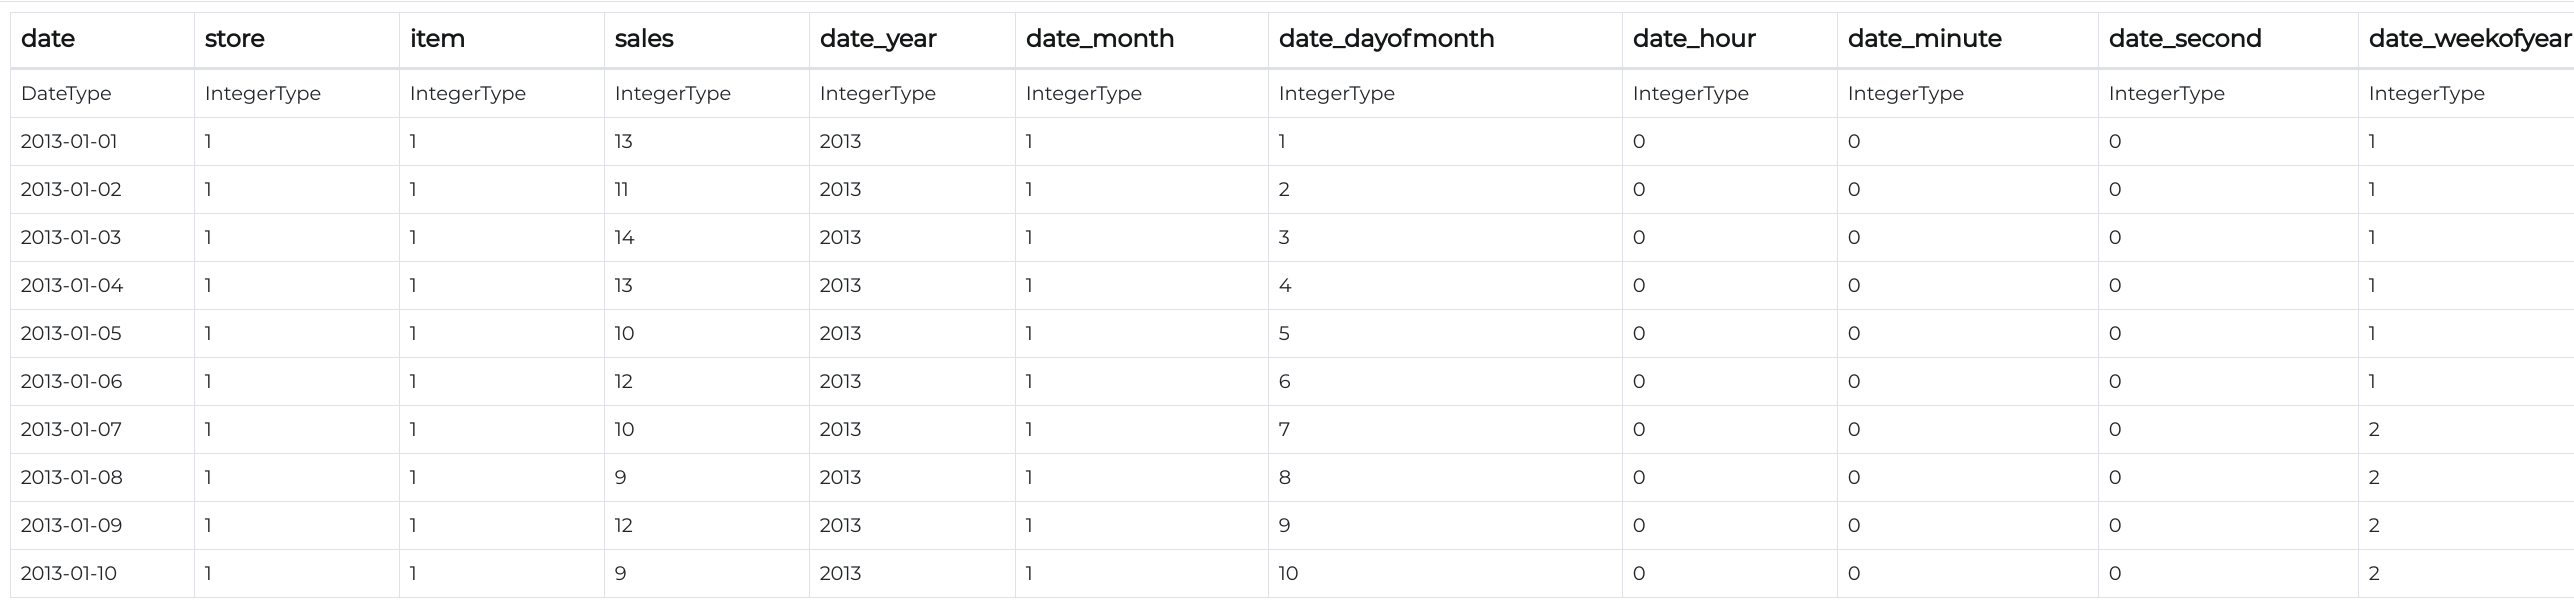 date store item sales date_year date_month date_dayofmonth date_hour date_minute date_second date_weekofyear
DateType IntegerType IntegerType IntegerType IntegerType IntegerType IntegerType IntegerType IntegerType IntegerType IntegerType
2013-01-01 1 1 13 2013 1 1 0 0 0 1
2013-01-02 1 1 11 2013 1 2 0 0 0 1
2013-01-03 1 1 14 2013 1 3 0 0 0 1
2013-01-04 1 1 13 2013 1 4 0 0 0 1
2013-01-05 1 1 10 2013 1 5 0 0 0 1
2013-01-06 1 1 12 2013 1 6 0 0 0 1
2013-01-07 1 1 10 2013 1 7 0 0 0 2
2013-01-08 1 1 9 2013 1 8 0 0 0 2
2013-01-09 1 1 12 2013 1 9 0 0 0 2
2013-01-10 1 1 9 2013 1 10 0 0 0 2